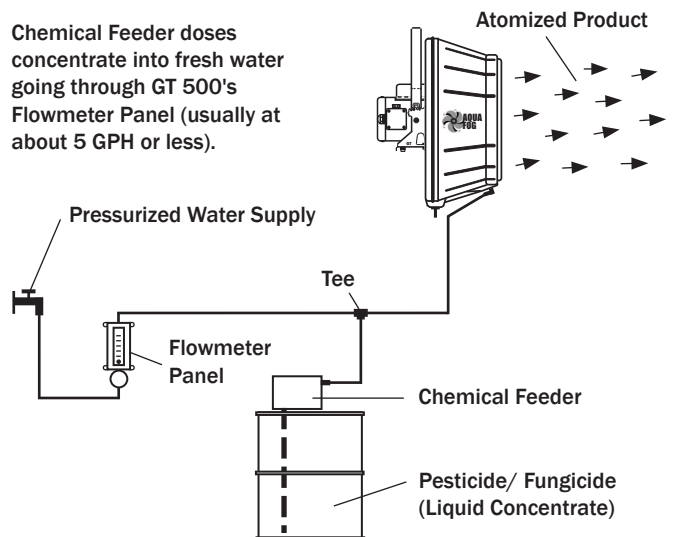 Chemical Feeder doses
concentrate into fresh water
going through GT 500's
Flowmeter Panel (usually at
about 5 GPH or less).
Atomized Product
AQUA
FOG
GT
Pressurized Water Supply
Tee
Flowmeter
Panel
Chemical Feeder
Pesticide/ Fungicide
(Liquid Concentrate)